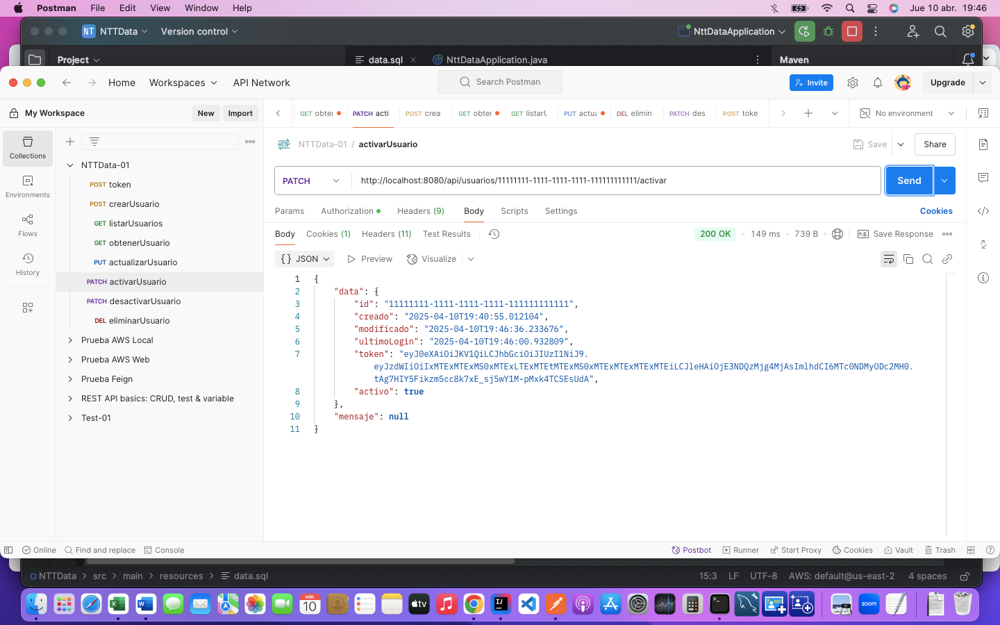 Postman File Edit View Window Help Jue 10 abr. 19:46
NT NTTData Version control NttDataApplication
Project data.sql NttDataApplication.java Maven
Home Workspaces API Network Search Postman Invite Upgrade
My Workspace New Import GET obter PATCH acti POST crea GET obter GET listarU PUT actua DEL elimin PATCH des POST toke No environment
Collections
Environments
Flows
History
NTTData-01
POST token
POST crearUsuario
GET listarUsuarios
GET obtenerUsuario
PUT actualizarUsuario
PATCH activarUsuario
PATCH desactivarUsuario
DEL eliminarUsuario
Prueba AWS Local
Prueba AWS Web
Prueba Feign
REST API basics: CRUD, test & variable
Test-01
HTTP NTTData-01 / activarUsuario Save Share
PATCH http://localhost:8080/api/usuarios/11111111-1111-1111-1111-111111111111/activar Send
Params Authorization Headers (9) Body Scripts Settings Cookies
Body Cookies (1) Headers (11) Test Results 200 OK 149 ms 739 B e.g. Save Response
{} JSON Preview Visualize
1 {
2 "data": {
3 "id": "11111111-1111-1111-1111-111111111111",
4 "creado": "2025-04-10T19:40:55.012104",
5 "modificado": "2025-04-10T19:46:36.233676",
6 "ultimoLogin": "2025-04-10T19:46:00.932809",
7 "token": "eyJ0eXAiOiJKV1QiLCJhbGciOiJIUzI1NiJ9.
eyJzdWIiOiIxMTExMTExMS0xMTExLTExMTEtMTExMS0xMTExMTExMTExMTEiLCJleHAiOjE3NDQzMjg4MjAsImlhdCI6MTc0NDMyODc2MH0.
tAg7HIY5Fikzm5cc8k7xE_sj5wY1M-pMxk4TCSEsUdA",
8 "activo": true
9 },
10 "mensaje": null
11 }
Online Find and replace Console Postbot Runner Start Proxy Cookies Vault Trash
NTTData src main resources data.sql 15:3 LF UTF-8 AWS: default@us-east-2 4 spaces
ABR.
10
tv
zoom